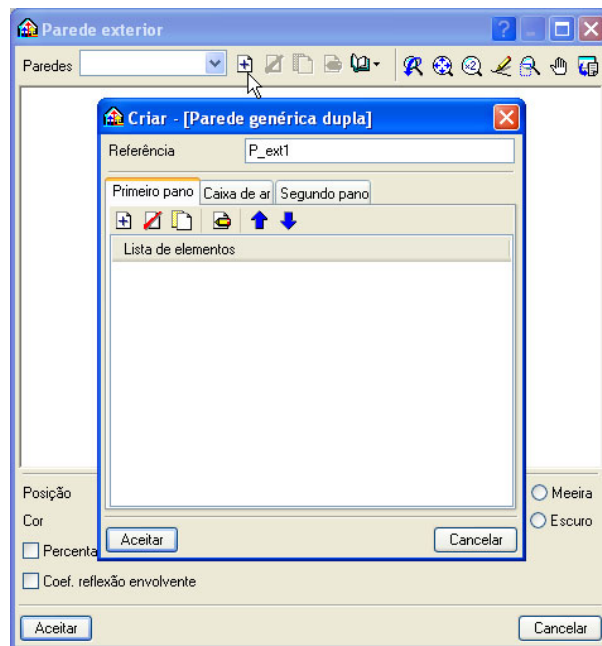 Parede exterior
Paredes
Criar - [Parede genérica dupla]
Referência P_ext1
Primeiro pano Caixa de ar Segundo pano
Lista de elementos
Posição Meeira
Cor Escuro
Aceitar Cancelar
Coef. reflexão envolvente
Aceitar Cancelar